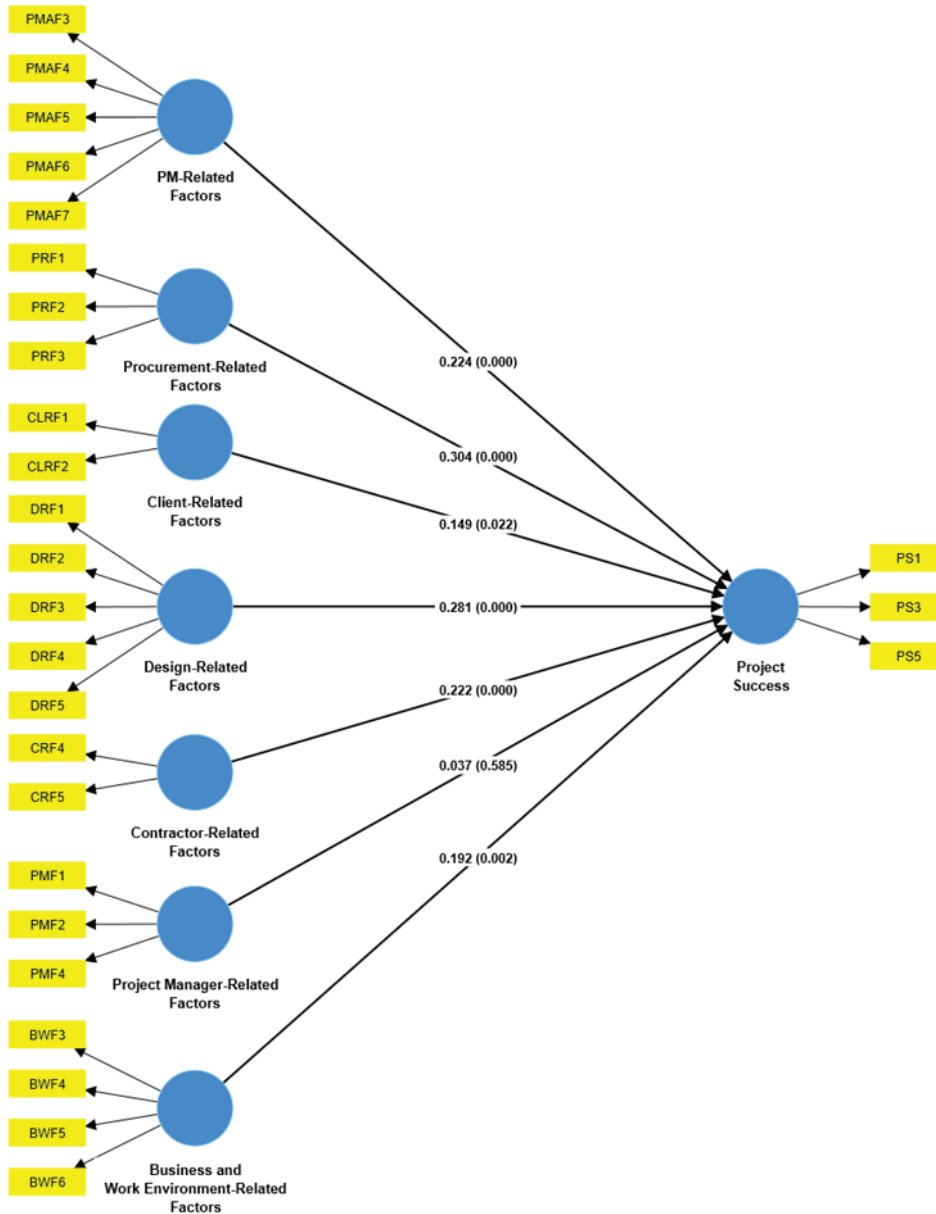 PMAF3
PMAF4
PMAF5
PMAF6
PMAF7
PM-Related
Factors
PRF1
PRF2
PRF3
Procurement-Related
Factors
CLRF1
CLRF2
Client-Related
Factors
DRF1
DRF2
DRF3
DRF4
DRF5
Design-Related
Factors
CRF4
CRF5
Contractor-Related
Factors
PMF1
PMF2
PMF4
Project Manager-Related
Factors
BWF3
BWF4
BWF5
BWF6
Business and
Work Environment-Related
Factors
0.224 (0.000)
0.304 (0.000)
0.149 (0.022)
0.281 (0.000)
0.222 (0.000)
0.037 (0.585)
0.192 (0.002)
Project
Success
PS1
PS3
PS5